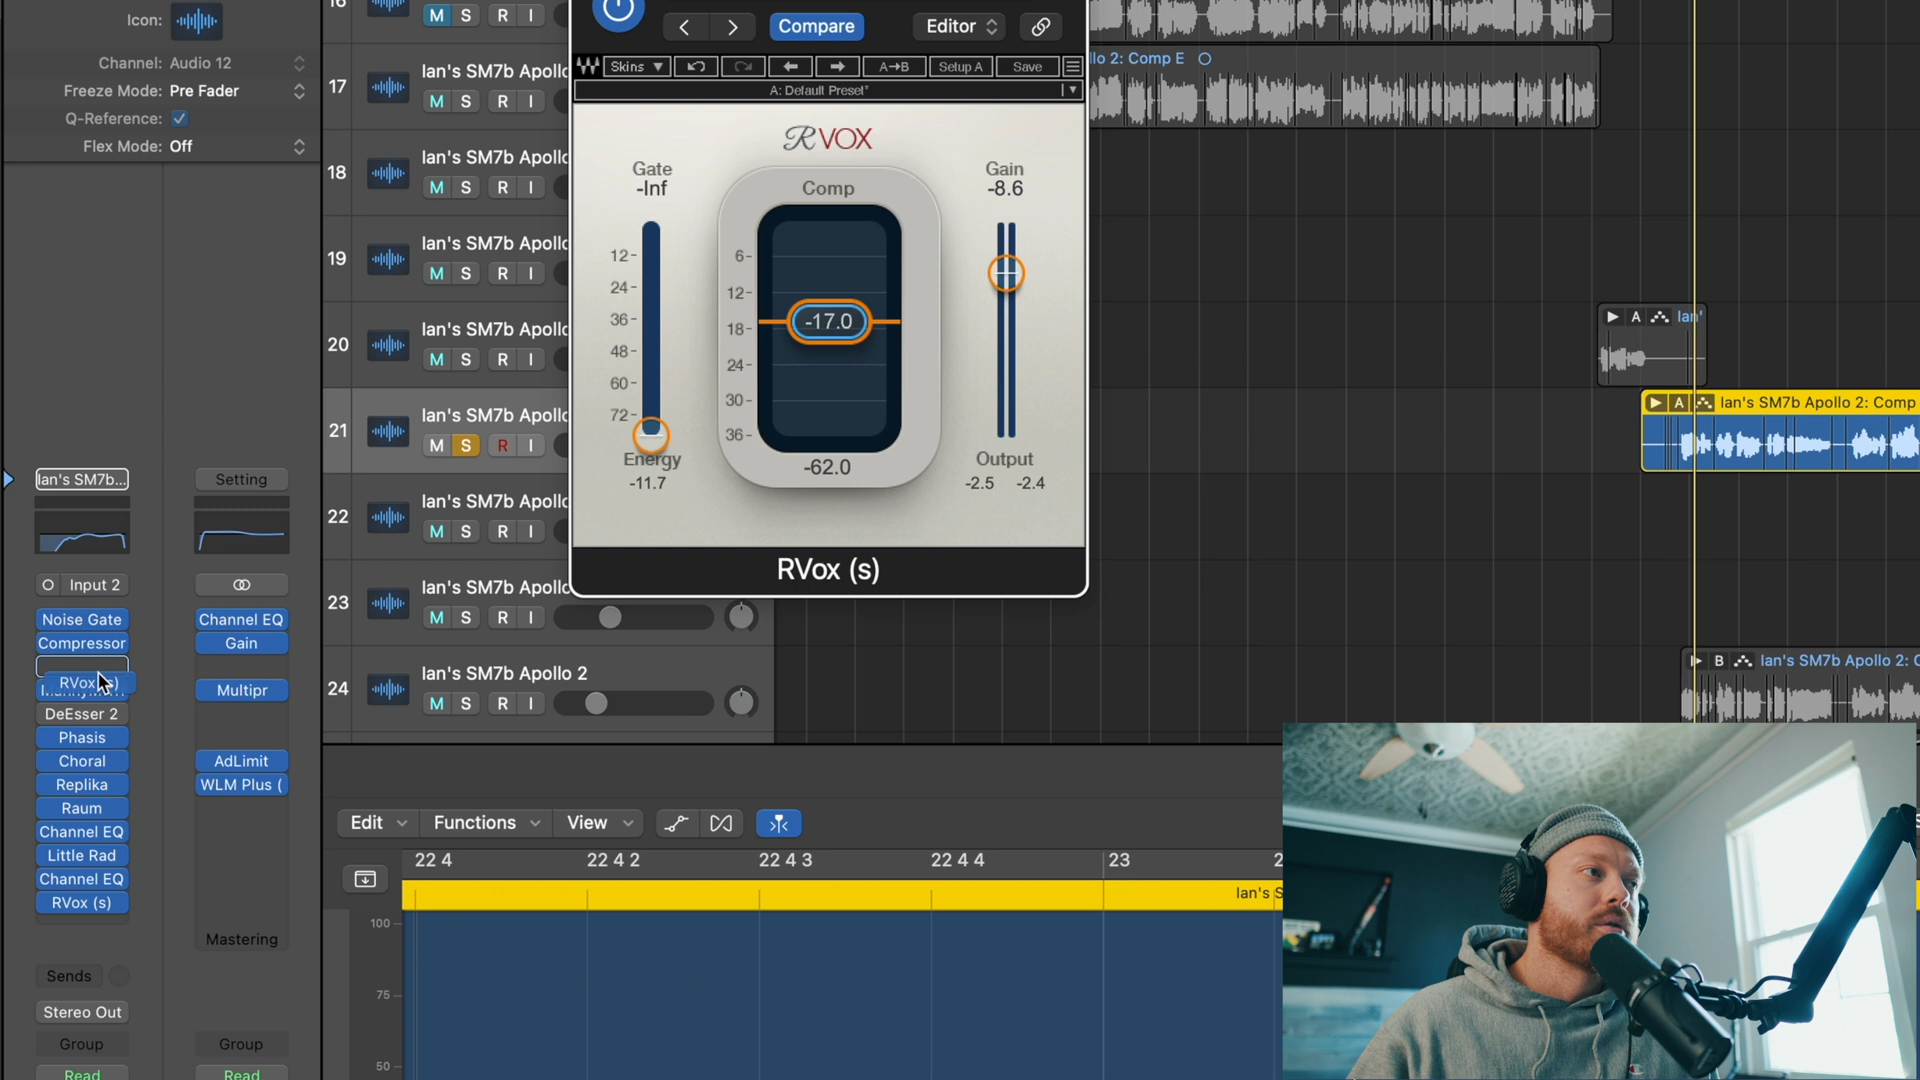 Icon:
Channel: Audio 12
Freeze Mode: Pre Fader
Q-Reference:
Flex Mode: Off
Ian's SM7b...
Setting
Input 2
Noise Gate
Channel EQ
Compressor
Gain
RVox (s)
Multipr
DeEsser 2
Phasis
Choral
AdLimit
Replika
WLM Plus (
Raum
Channel EQ
Little Rad
Channel EQ
RVox (s)
Mastering
Sends
Stereo Out
Group
Group
Read
Read
16
M S R I
17
Ian's SM7b Apollo
M S R I
18
Ian's SM7b Apollo
M S R I
19
Ian's SM7b Apollo
M S R I
20
Ian's SM7b Apollo
M S R I
21
Ian's SM7b Apollo
M S R I
22
Ian's SM7b Apollo
M S R I
23
Ian's SM7b Apollo
M S R I
24
Ian's SM7b Apollo 2
M S R I
Compare
Editor
Skins
A→B
Setup A
Save
A: Default Preset*
RVOX
Gate
-Inf
Comp
Gain
-8.6
12
24
36
48
60
72
6
12
18
24
30
36
-17.0
Energy
-11.7
-62.0
Output
-2.5 -2.4
RVox (s)
llo 2: Comp E
A Ian'
A Ian's SM7b Apollo 2: Comp
B Ian's SM7b Apollo 2: C
Edit Functions View
22 4
22 4 2
22 4 3
22 4 4
23
2
Ian's S
100
75
50